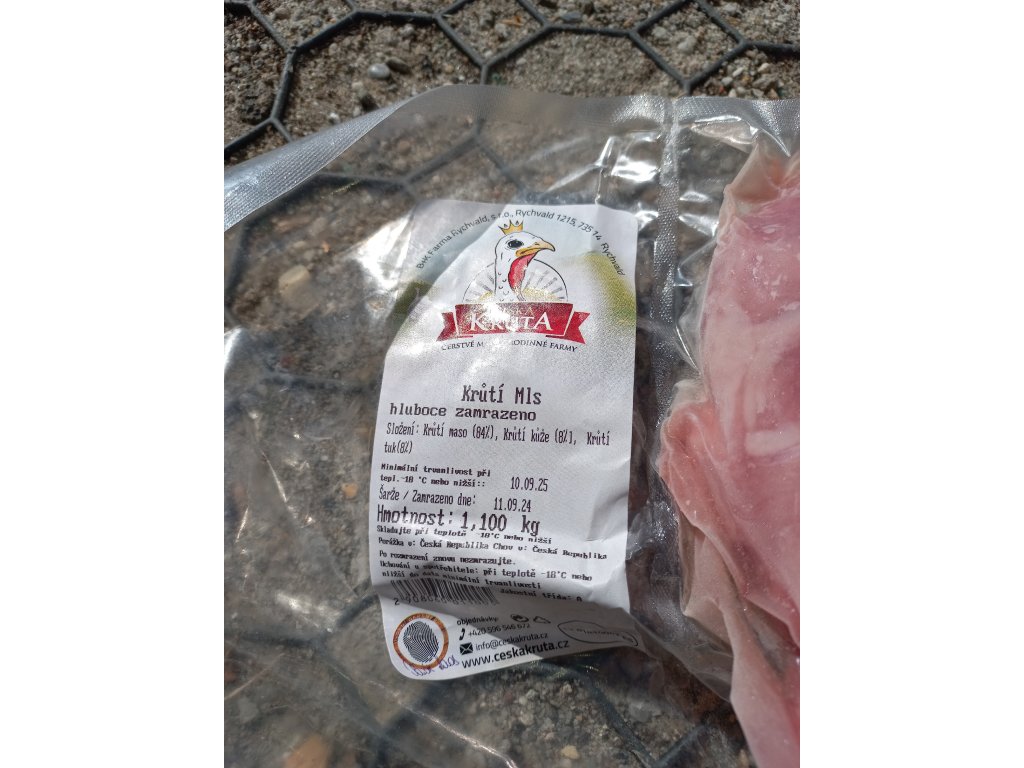 B+K Farma Rychvald, s.r.o., Rychvald 1215, 735 14 Rychvald
KRŮTA
ČERSTVÉ RODINNÉ FARMY
Krůtí Mls
hluboce zamrazeno
Složení: Krůtí maso (84%), Krůtí kůže (8%), Krůtí
tuk(8%)
Minimální trvanlivost při
tepl.-18 °C nebo nižší:: 10.09.25
Šarže / Zamrazeno dne: 11.09.24
Hmotnost: 1,100 kg
Skladujte při teplotě -18°C nebo nižší
Porážka v: Česká Republika Chov v: Česká Republika
Po rozmrazení znovu nezmrazujte.
Uchování u spotřebitele: při teplotě -18°C nebo
nižší do data minimální trvanlivosti
Jakostní třída: A
objednávky:
+420 596 546 672
info@ceskakruta.cz
www.ceskakruta.cz